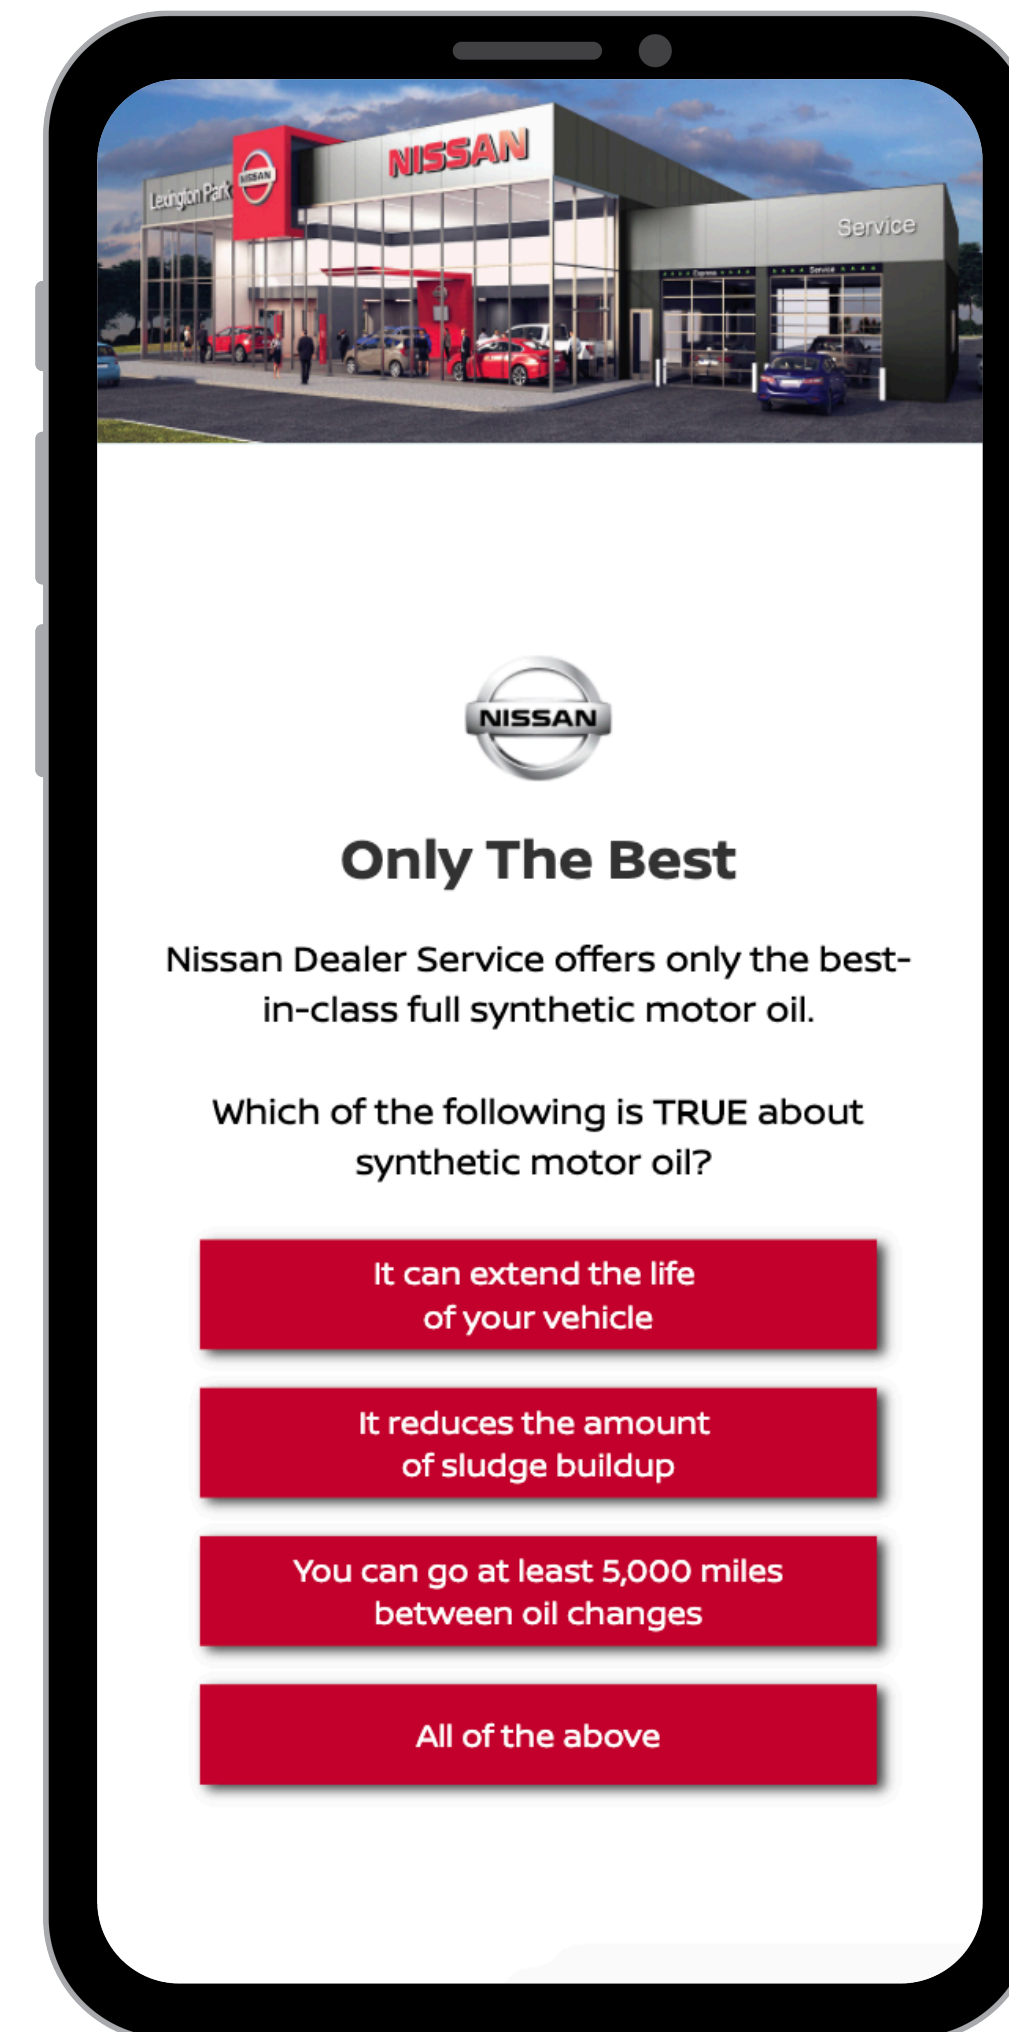 Lexington Park
NISSAN
NISSAN
Service
Express
Service
NISSAN
Only The Best
Nissan Dealer Service offers only the best-
in-class full synthetic motor oil.
Which of the following is TRUE about
synthetic motor oil?
It can extend the life
of your vehicle
It reduces the amount
of sludge buildup
You can go at least 5,000 miles
between oil changes
All of the above